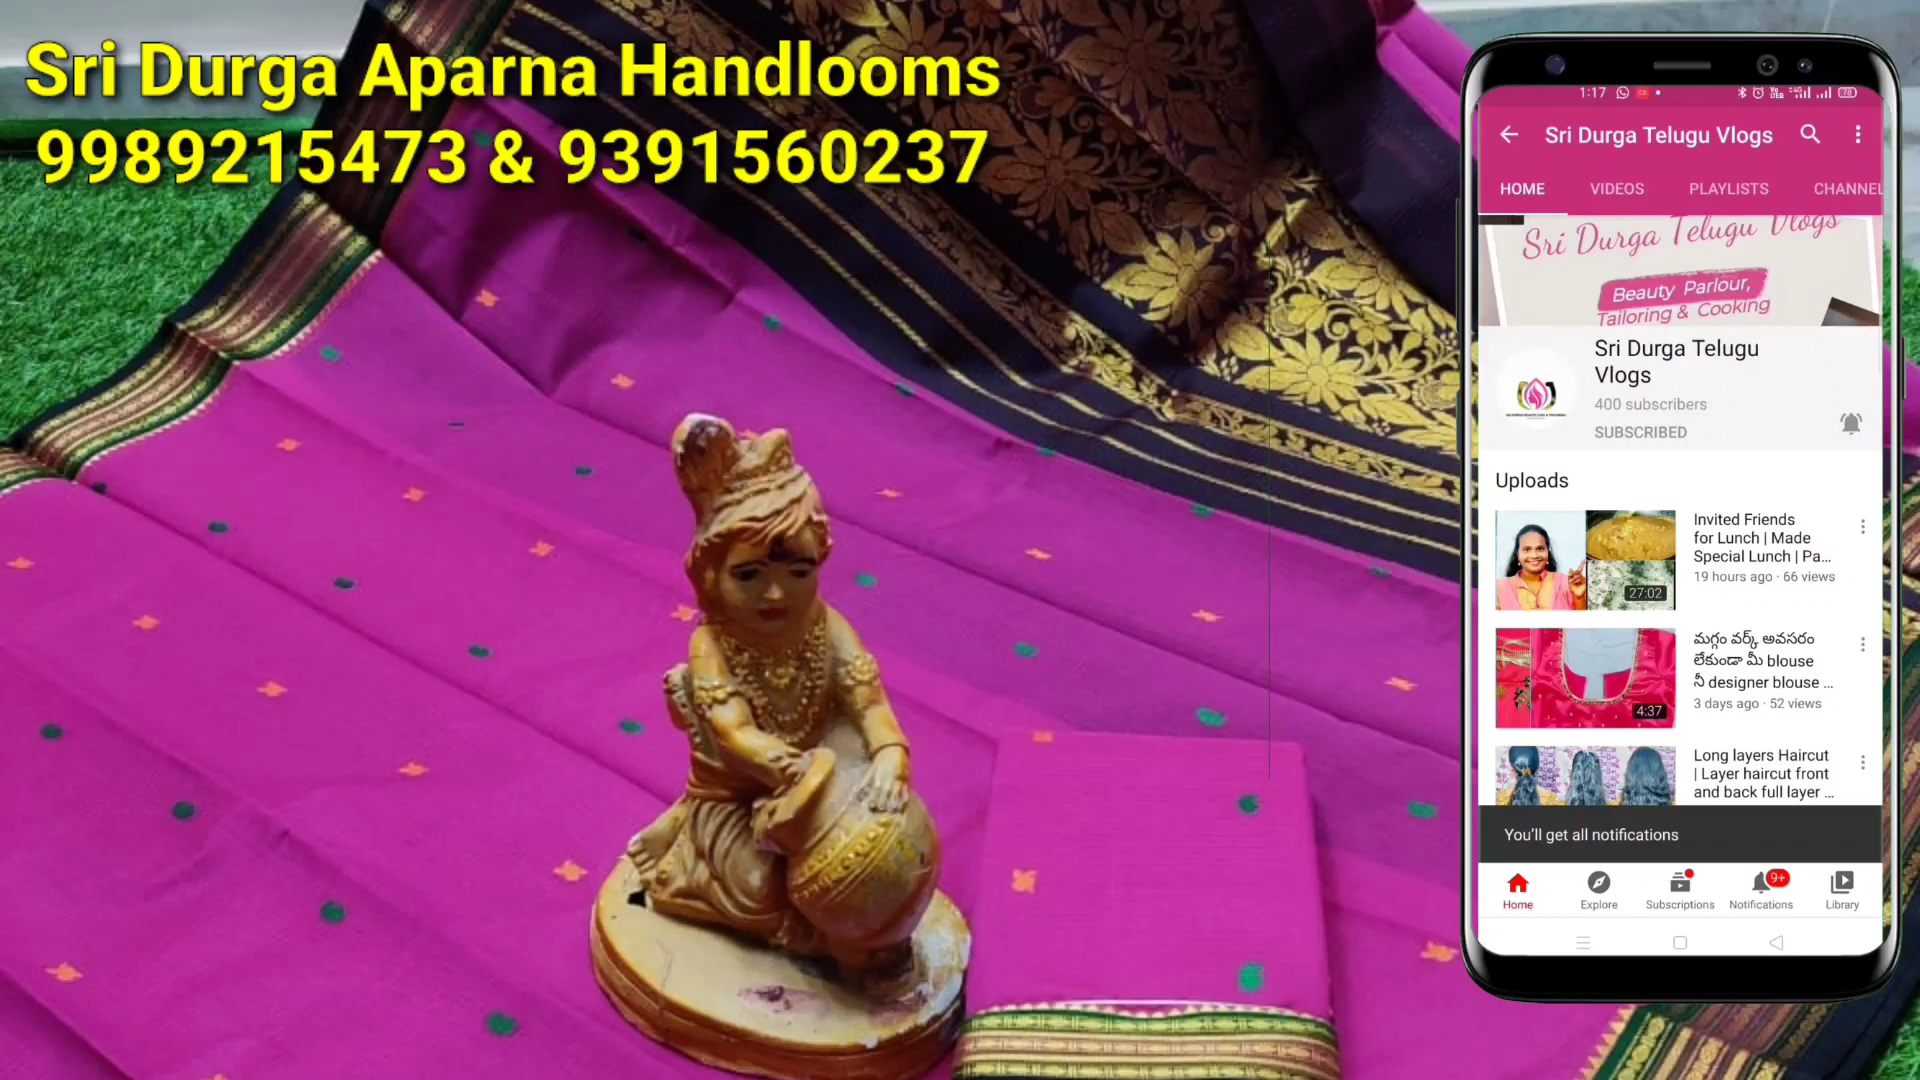 Sri Durga Aparna Handlooms
9989215473 & 9391560237
1:17
78
Sri Durga Telugu Vlogs
HOME VIDEOS PLAYLISTS CHANNEL
Sri Durga Telugu Vlogs
Beauty Parlour,
Tailoring & Cooking
Sri Durga Telugu
Vlogs
400 subscribers
SUBSCRIBED
Uploads
Invited Friends
for Lunch | Made
Special Lunch | Pa...
19 hours ago · 66 views
27:02
మగ్గం వర్క్ అవసరం
లేకుండా మీ blouse
నీ designer blouse ...
3 days ago · 52 views
4:37
Long layers Haircut
| Layer haircut front
and back full layer ...
You'll get all notifications
9+
Home Explore Subscriptions Notifications Library